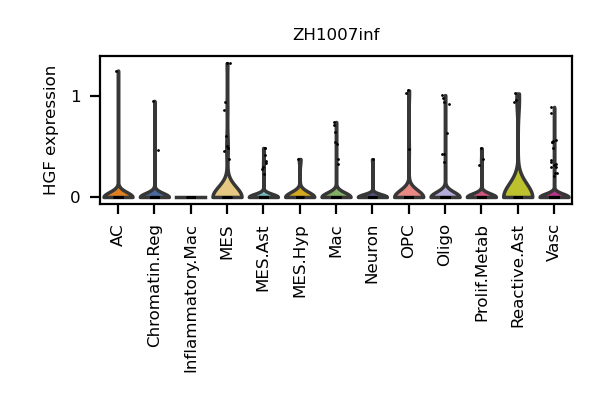 ZH1007inf
HGF expression
1
0
AC
Chromatin.Reg
Inflammatory.Mac
MES
MES.Ast
MES.Hyp
Mac
Neuron
OPC
Oligo
Prolif.Metab
Reactive.Ast
Vasc